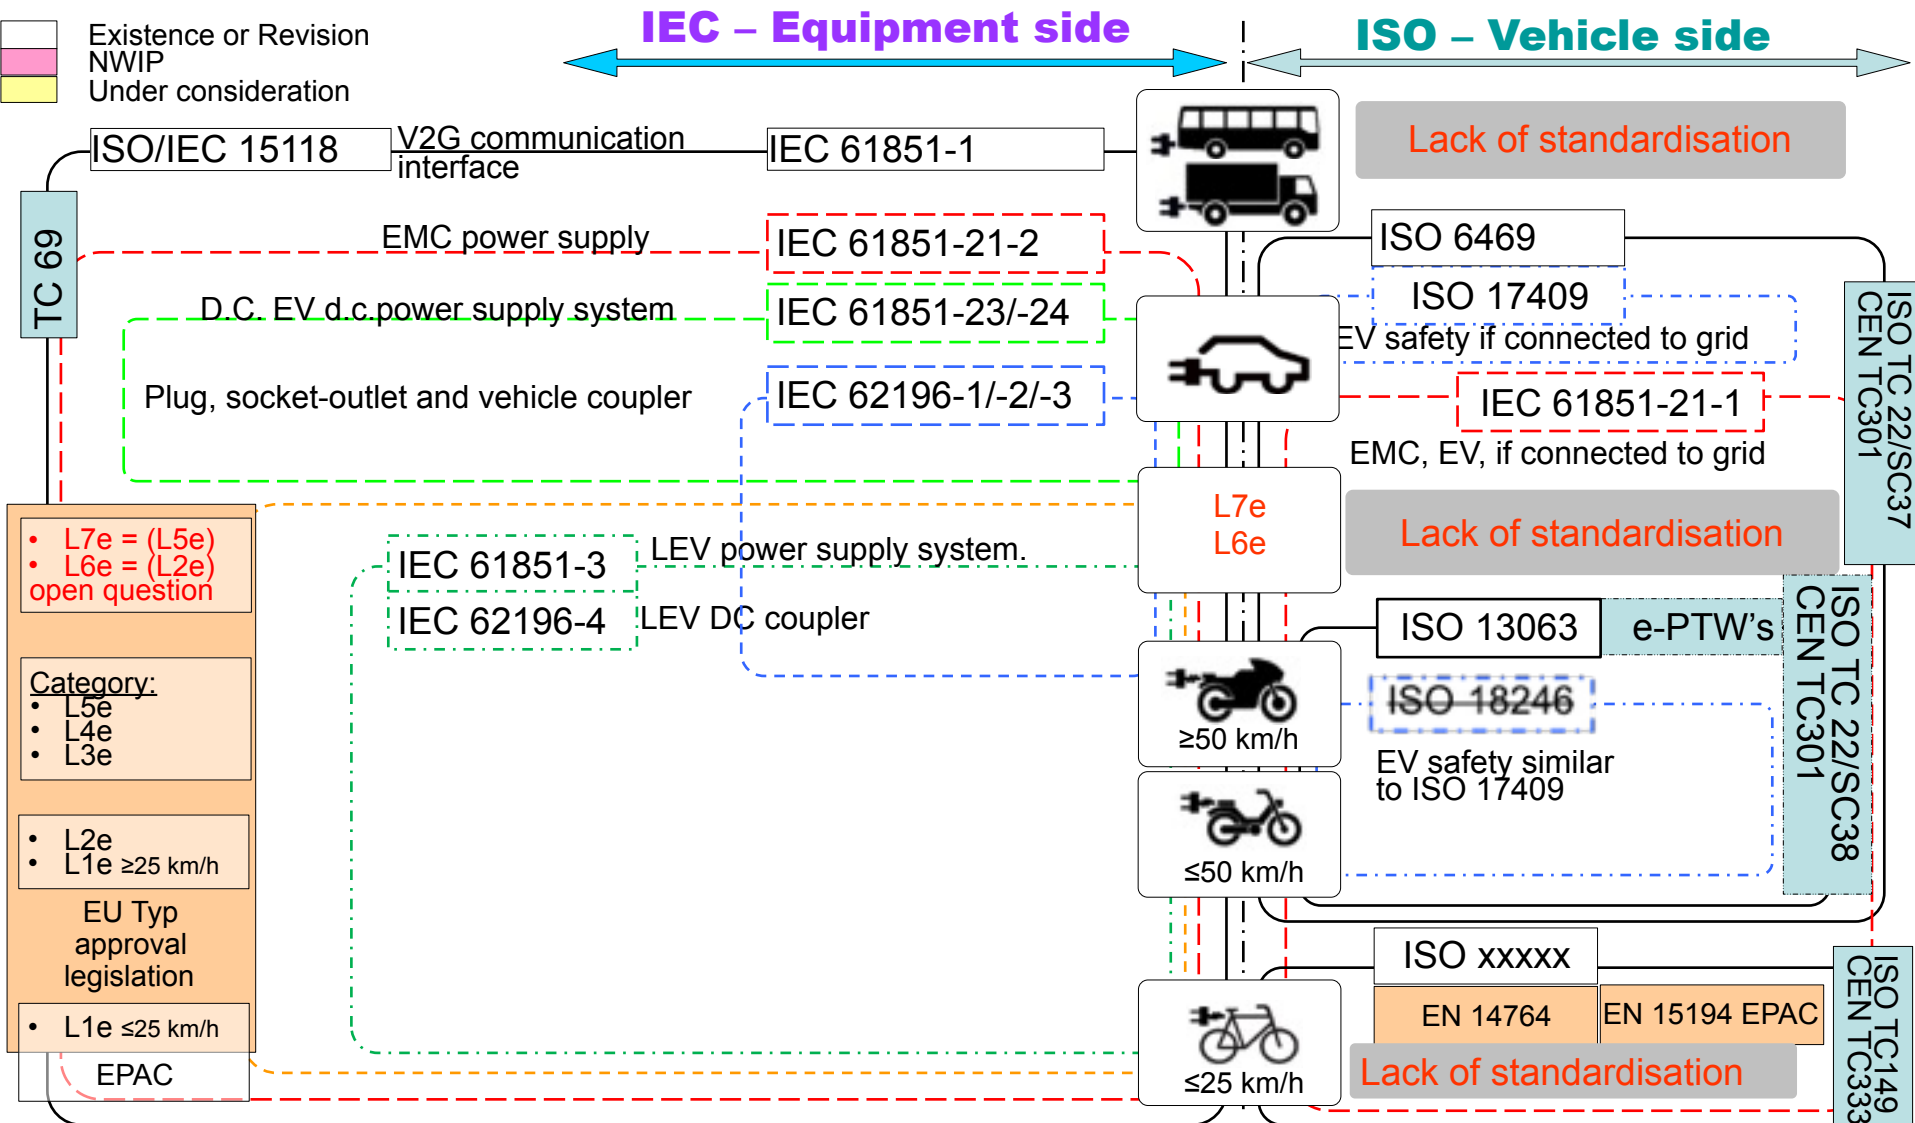 IEC – Equipment side
ISO – Vehicle side
Existence or Revision
NWIP
Under consideration
ISO/IEC 15118
V2G communication
interface
IEC 61851-1
Lack of standardisation
TC 69
EMC power supply
IEC 61851-21-2
ISO 6469
D.C. EV d.c.power supply system
IEC 61851-23/-24
ISO 17409
EV safety if connected to grid
Plug, socket-outlet and vehicle coupler
IEC 62196-1/-2/-3
IEC 61851-21-1
EMC, EV, if connected to grid
ISO TC 22/SC37
CEN TC301
L7e
L6e
Lack of standardisation
• L7e = (L5e)
• L6e = (L2e)
open question
IEC 61851-3
LEV power supply system.
IEC 62196-4
LEV DC coupler
ISO 13063
e-PTW's
ISO TC 22/SC38
CEN TC301
Category:
• L5e
• L4e
• L3e
≥50 km/h
ISO 18246
EV safety similar
to ISO 17409
• L2e
• L1e ≥25 km/h
≤50 km/h
EU Typ
approval
legislation
ISO xxxxx
EN 14764
EN 15194 EPAC
ISO TC149
CEN TC333
• L1e ≤25 km/h
EPAC
≤25 km/h
Lack of standardisation